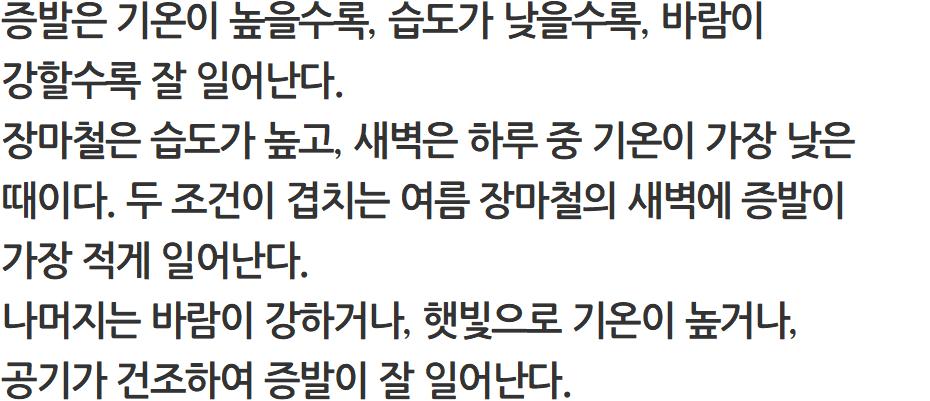 증발은 기온이 높을수록, 습도가 낮을수록, 바람이
강할수록 잘 일어난다.
장마철은 습도가 높고, 새벽은 하루 중 기온이 가장 낮은
때이다. 두 조건이 겹치는 여름 장마철의 새벽에 증발이
가장 적게 일어난다.
나머지는 바람이 강하거나, 햇빛으로 기온이 높거나,
공기가 건조하여 증발이 잘 일어난다.